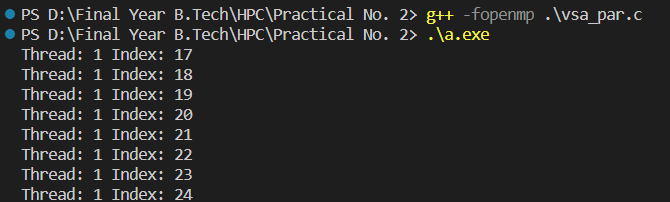 PS D:\Final Year B.Tech\HPC\Practical No. 2> g++ -fopenmp .\vsa_par.c
PS D:\Final Year B.Tech\HPC\Practical No. 2> .\a.exe
Thread: 1 Index: 17
Thread: 1 Index: 18
Thread: 1 Index: 19
Thread: 1 Index: 20
Thread: 1 Index: 21
Thread: 1 Index: 22
Thread: 1 Index: 23
Thread: 1 Index: 24